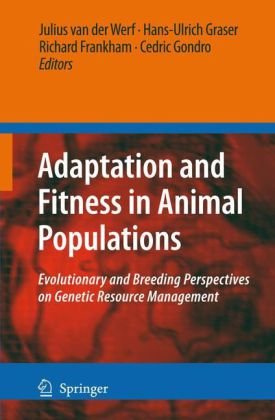 Julius van der Werf · Hans-Ulrich Graser
Richard Frankham · Cedric Gondro
Editors
Adaptation and
Fitness in Animal
Populations
Evolutionary and Breeding Perspectives
on Genetic Resource Management
Springer